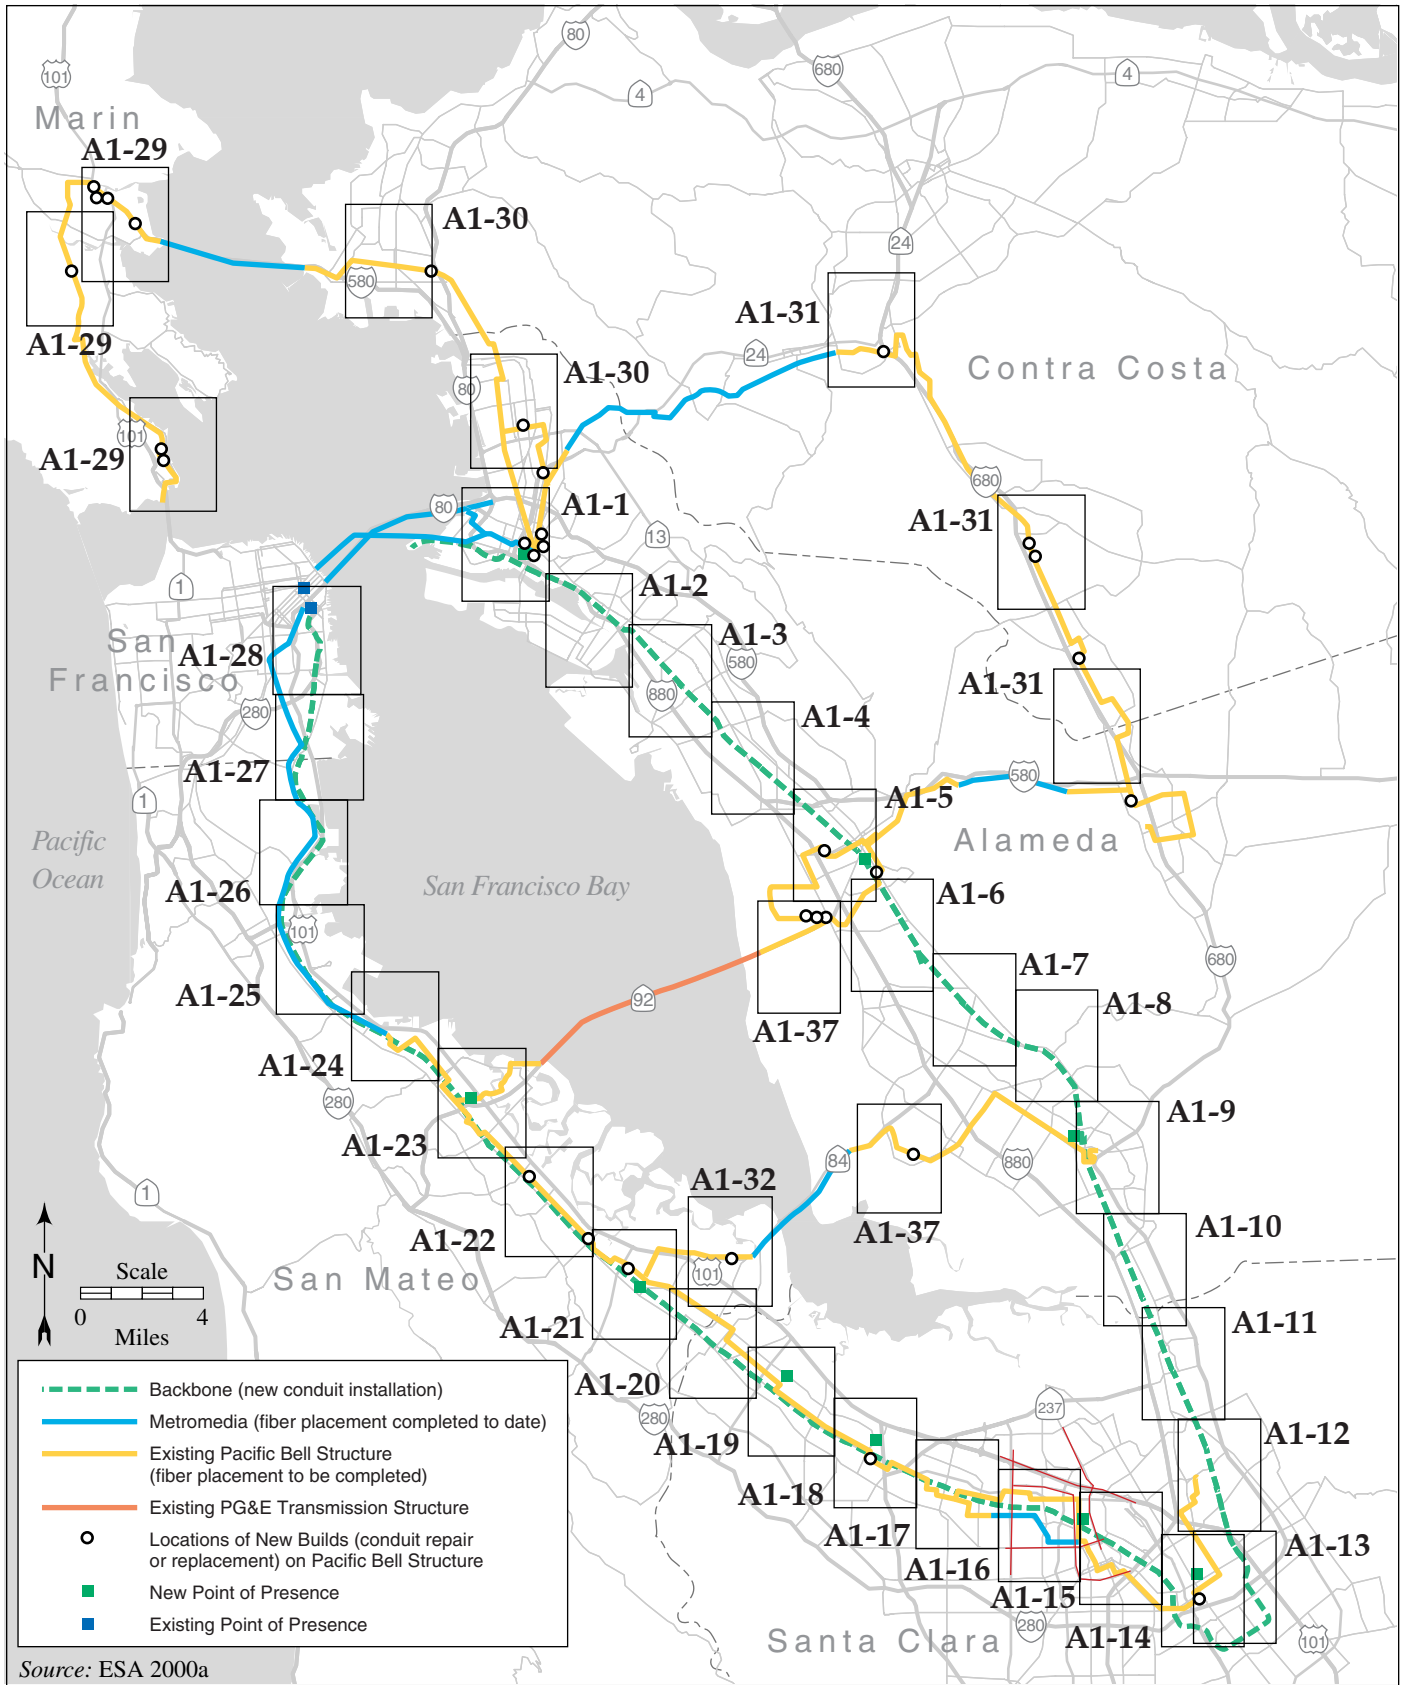 80
101
680
4
4
Marin
A1-29
A1-30
24
580
A1-31
A1-29
24
A1-30
Contra Costa
80
101
A1-29
680
A1-31
80
A1-1
13
1
A1-2
A1-3
San
Francisco
A1-28
580
880
A1-31
280
A1-4
A1-27
580
1
A1-5
Alameda
Pacific
Ocean
San Francisco Bay
A1-26
A1-6
101
680
A1-7
A1-25
92
A1-8
A1-37
A1-24
280
A1-9
A1-23
84
880
A1-32
1
A1-37
A1-22
A1-10
N
Scale
0
4
Miles
San Mateo
101
A1-21
A1-11
A1-20
280
237
A1-19
A1-12
A1-18
A1-17
A1-13
A1-16
A1-15
280
A1-14
Santa Clara
101
Backbone (new conduit installation)
Metromedia (fiber placement completed to date)
Existing Pacific Bell Structure
(fiber placement to be completed)
Existing PG&E Transmission Structure
Locations of New Builds (conduit repair
or replacement) on Pacific Bell Structure
New Point of Presence
Existing Point of Presence
Source: ESA 2000a